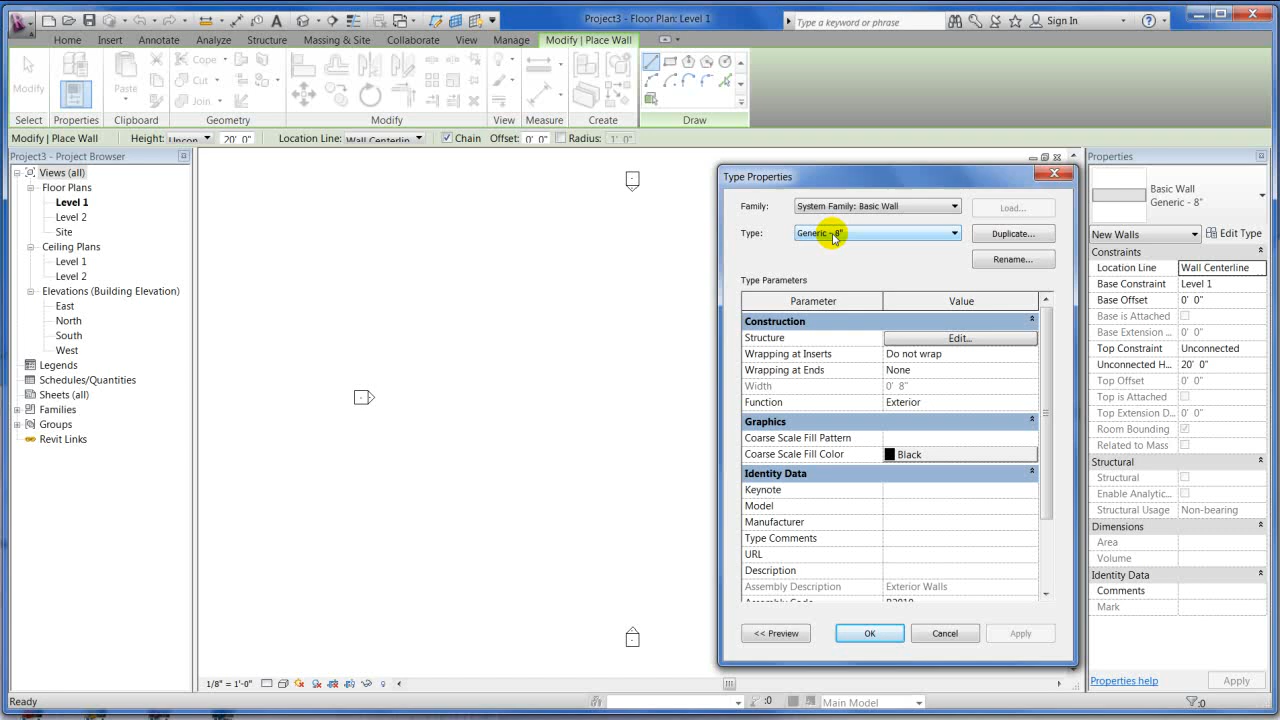 Project3 - Floor Plan: Level 1
Type a keyword or phrase
Sign In
Home Insert Annotate Analyze Structure Massing & Site Collaborate View Manage Modify | Place Wall
Modify
Paste
Cope
Cut
Join
Select Properties Clipboard Geometry Modify View Measure Create Draw
Modify | Place Wall Height: Uncon 20' 0" Location Line: Wall Centerlin Chain Offset: 0' 0" Radius: 1' 0"
Project3 - Project Browser
Views (all)
Floor Plans
Level 1
Level 2
Site
Ceiling Plans
Level 1
Level 2
Elevations (Building Elevation)
East
North
South
West
Legends
Schedules/Quantities
Sheets (all)
Families
Groups
Revit Links
Type Properties
Family: System Family: Basic Wall Load...
Type: Generic - 8" Duplicate...
Rename...
Type Parameters
Parameter Value
Construction
Structure Edit...
Wrapping at Inserts Do not wrap
Wrapping at Ends None
Width 0' 8"
Function Exterior
Graphics
Coarse Scale Fill Pattern
Coarse Scale Fill Color Black
Identity Data
Keynote
Model
Manufacturer
Type Comments
URL
Description
Assembly Description Exterior Walls
<< Preview OK Cancel Apply
Properties
Basic Wall
Generic - 8"
New Walls Edit Type
Constraints
Location Line Wall Centerline
Base Constraint Level 1
Base Offset 0' 0"
Base is Attached
Base Extension ... 0' 0"
Top Constraint Unconnected
Unconnected H... 20' 0"
Top Offset 0' 0"
Top is Attached
Top Extension D... 0' 0"
Room Bounding
Related to Mass
Structural
Structural
Enable Analytic...
Structural Usage Non-bearing
Dimensions
Area
Volume
Identity Data
Comments
Mark
Properties help Apply
1/8" = 1'-0"
Ready :0 Main Model :0